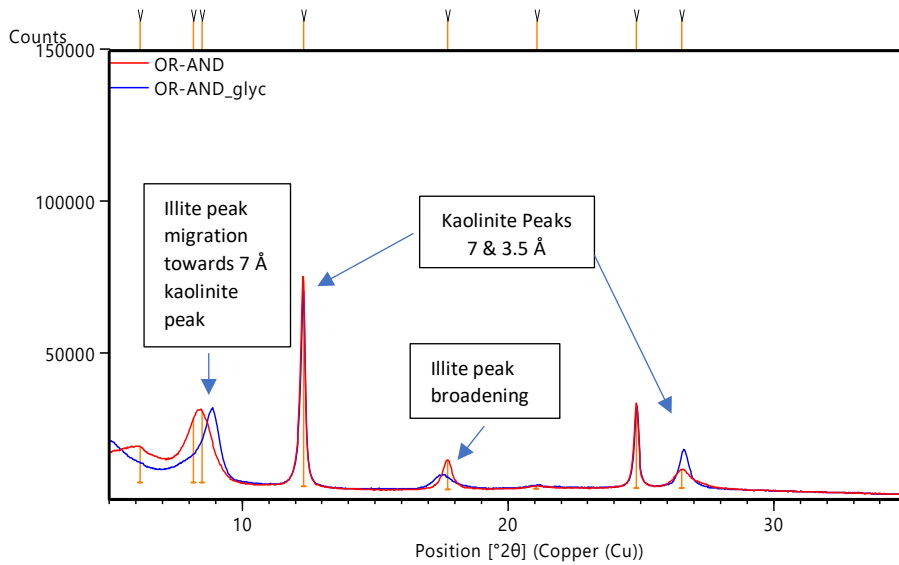 Counts
150000
OR-AND
OR-AND_glyc
100000
Illite peak
migration
towards 7 Å
kaolinite
peak
Kaolinite Peaks
7 & 3.5 Å
50000
Illite peak
broadening
10
20
30
Position [°2θ] (Copper (Cu))